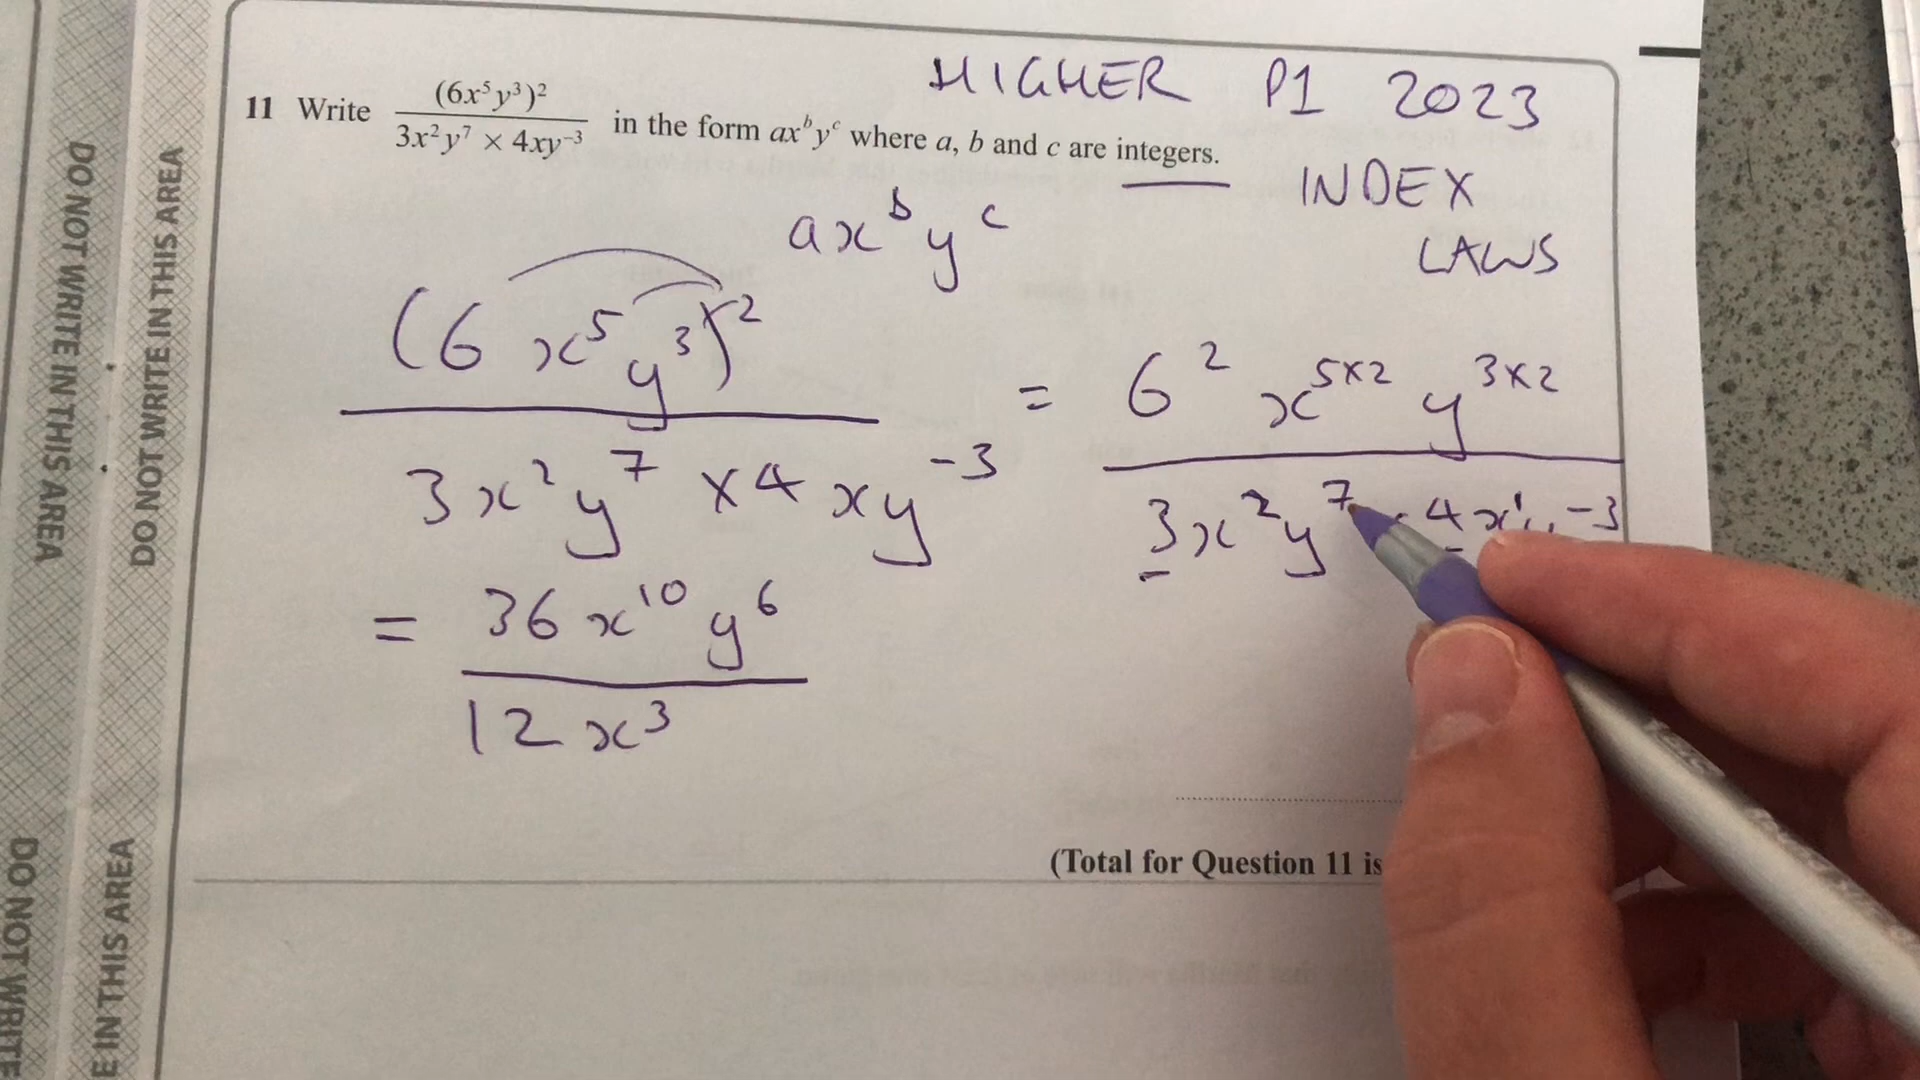 HIGHER P1 2023
11 Write (6x⁵y³)² / 3x²y⁷ × 4xy⁻³ in the form axᵇyᶜ where a, b and c are integers.
INDEX
LAWS
axᵇyᶜ
(6x⁵y³)² / 3x²y⁷ × 4xy⁻³ = 6² x⁵ˣ² y³ˣ² / 3x²y⁷ 4x¹ ⁻³
= 36x¹⁰y⁶ / 12x³
(Total for Question 11 is
DO NOT WRITE IN THIS AREA
DO NOT WRITE IN THIS AREA
DO NOT WRITE
E IN THIS AREA